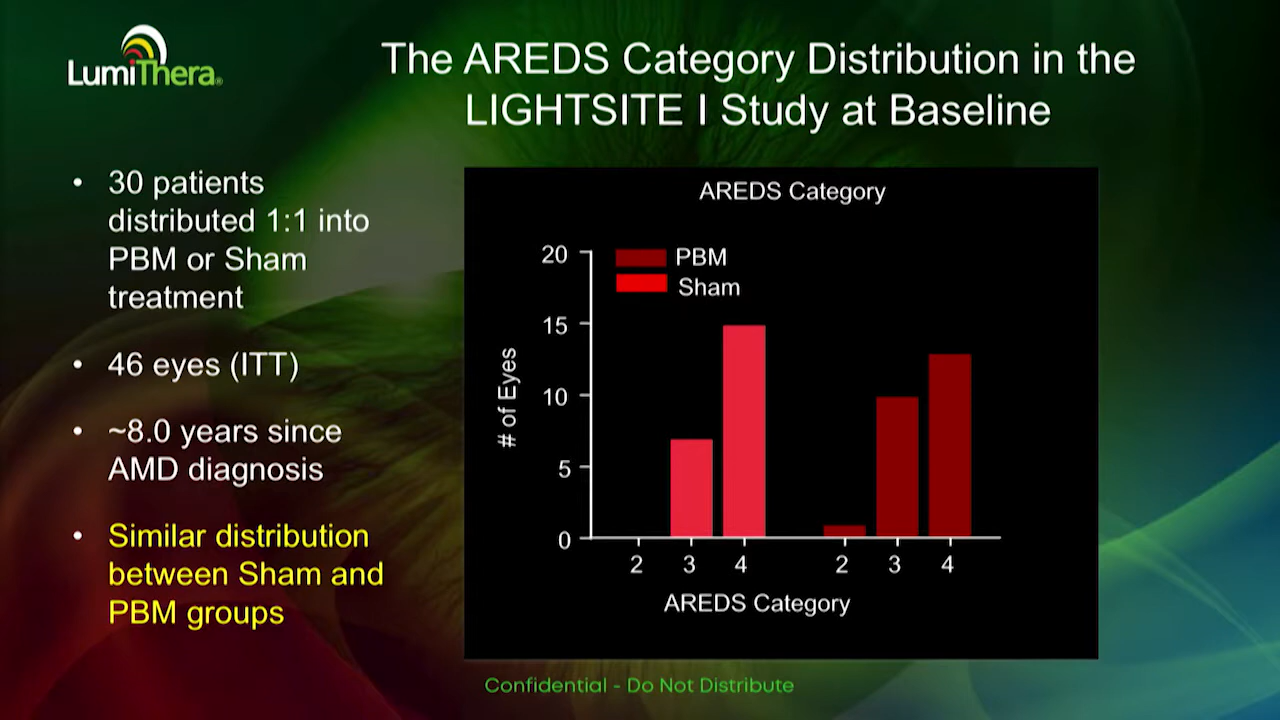 LumiThera®
The AREDS Category Distribution in the
LIGHTSITE I Study at Baseline
• 30 patients
distributed 1:1 into
PBM or Sham
treatment
• 46 eyes (ITT)
• ~8.0 years since
AMD diagnosis
• Similar distribution
between Sham and
PBM groups
AREDS Category
PBM
Sham
# of Eyes
20
15
10
5
0
2 3 4 2 3 4
AREDS Category
Confidential - Do Not Distribute